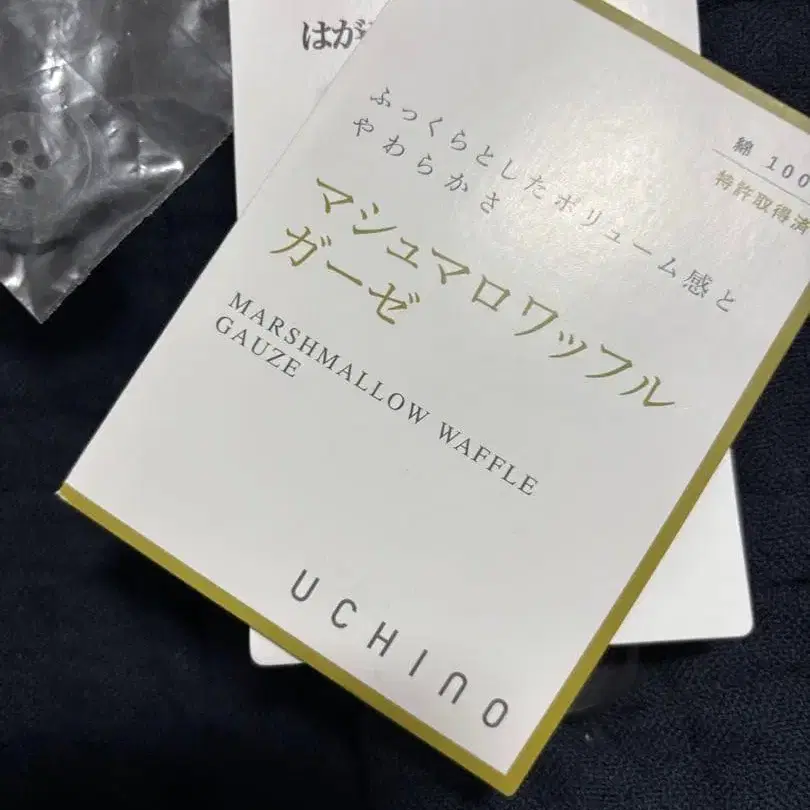 はが
綿 100
特許取得済
ふっくらとしたボリューム感と
やわらかさ
マシュマロワッフル
ガーゼ
MARSHMALLOW WAFFLE
GAUZE
UCHINO